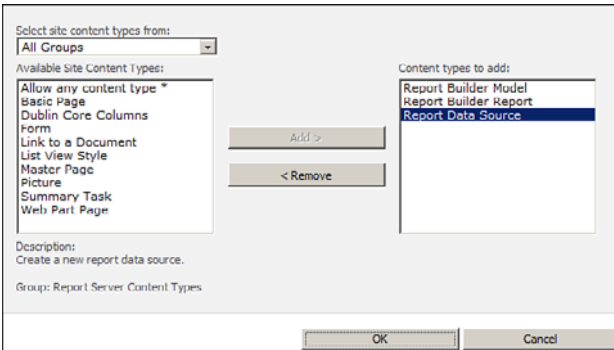 Select site content types from:
All Groups
Available Site Content Types:
Allow any content type *
Basic Page
Dublin Core Columns
Form
Link to a Document
List View Style
Master Page
Picture
Summary Task
Web Part Page
Add >
< Remove
Content types to add:
Report Builder Model
Report Builder Report
Report Data Source
Description:
Create a new report data source.
Group: Report Server Content Types
OK
Cancel